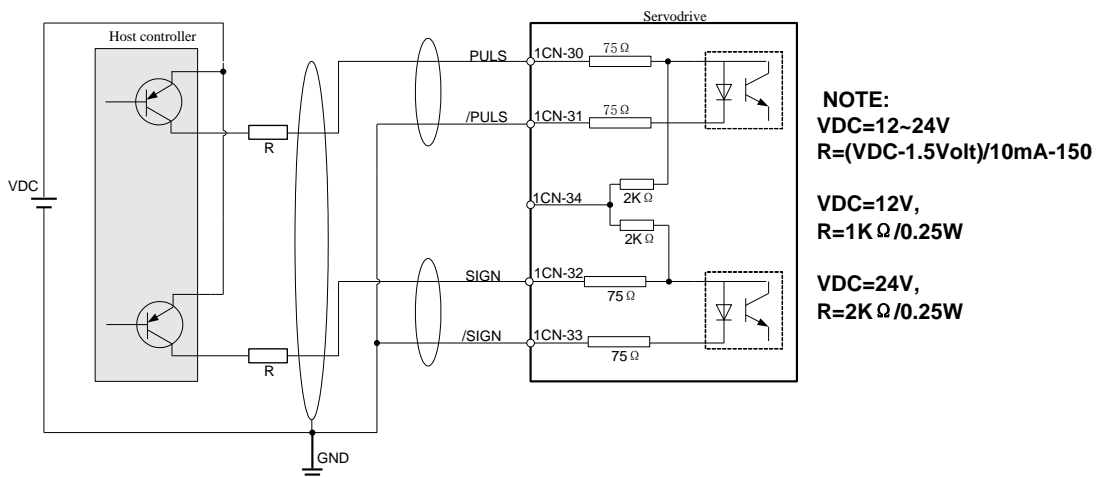 Servodrive
Host controller
PULS
1CN-30
75Ω
/PULS
1CN-31
75Ω
R
VDC
1CN-34
2KΩ
2KΩ
SIGN
1CN-32
75Ω
/SIGN
1CN-33
75Ω
R
GND
NOTE:
VDC=12~24V
R=(VDC-1.5Volt)/10mA-150
VDC=12V,
R=1KΩ/0.25W
VDC=24V,
R=2KΩ/0.25W